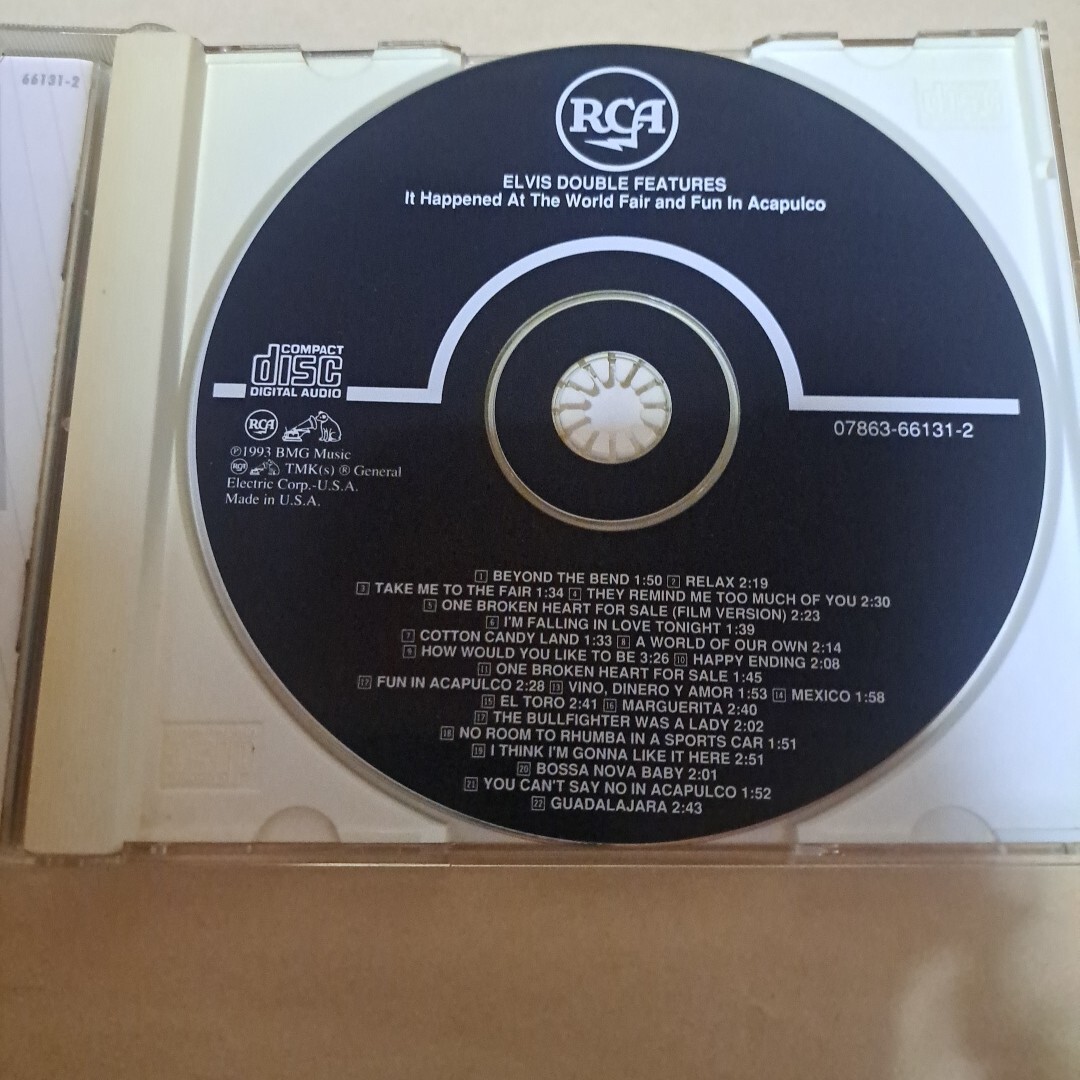 66131-2
RCA
ELVIS DOUBLE FEATURES
It Happened At The World Fair and Fun In Acapulco
COMPACT
disc
DIGITAL AUDIO
07863-66131-2
RCA
℗1993 BMG Music
RCA TMK(s) ® General
Electric Corp.-U.S.A.
Made in U.S.A.
1 BEYOND THE BEND 1:50 2 RELAX 2:19
3 TAKE ME TO THE FAIR 1:34 4 THEY REMIND ME TOO MUCH OF YOU 2:30
5 ONE BROKEN HEART FOR SALE (FILM VERSION) 2:23
6 I'M FALLING IN LOVE TONIGHT 1:39
7 COTTON CANDY LAND 1:33 8 A WORLD OF OUR OWN 2:14
9 HOW WOULD YOU LIKE TO BE 3:26 10 HAPPY ENDING 2:08
11 ONE BROKEN HEART FOR SALE 1:45
12 FUN IN ACAPULCO 2:28 13 VINO, DINERO Y AMOR 1:53 14 MEXICO 1:58
15 EL TORO 2:41 16 MARGUERITA 2:40
17 THE BULLFIGHTER WAS A LADY 2:02
18 NO ROOM TO RHUMBA IN A SPORTS CAR 1:51
19 I THINK I'M GONNA LIKE IT HERE 2:51
20 BOSSA NOVA BABY 2:01
21 YOU CAN'T SAY NO IN ACAPULCO 1:52
22 GUADALAJARA 2:43